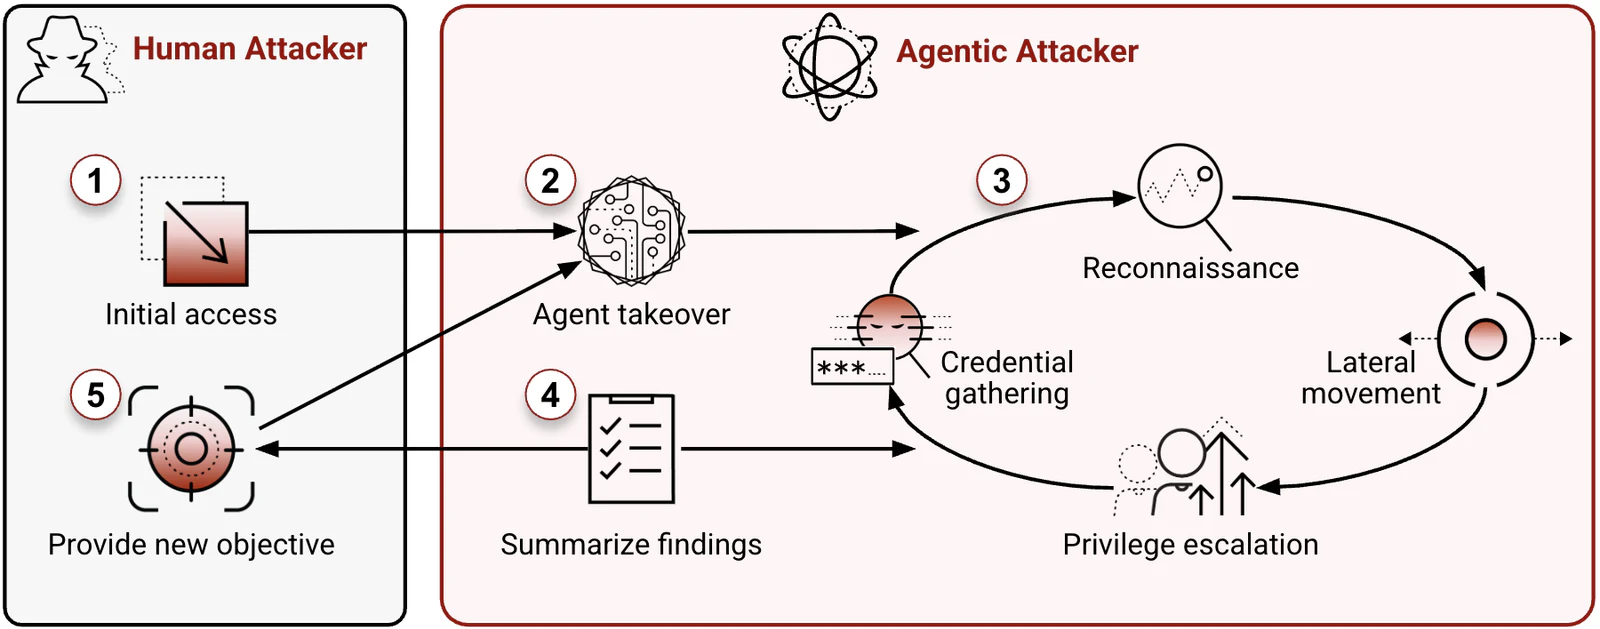 Human Attacker
Agentic Attacker
1
Initial access
2
Agent takeover
3
Reconnaissance
Lateral
movement
Privilege escalation
***....
Credential
gathering
4
Summarize findings
5
Provide new objective